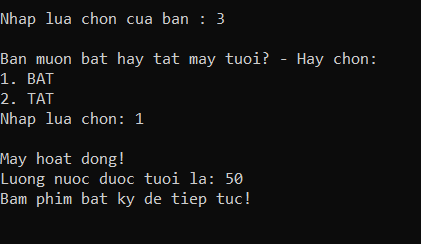 Nhap lua chon cua ban : 3
Ban muon bat hay tat may tuoi? - Hay chon:
1. BAT
2. TAT
Nhap lua chon: 1
May hoat dong!
Luong nuoc duoc tuoi la: 50
Bam phim bat ky de tiep tuc!